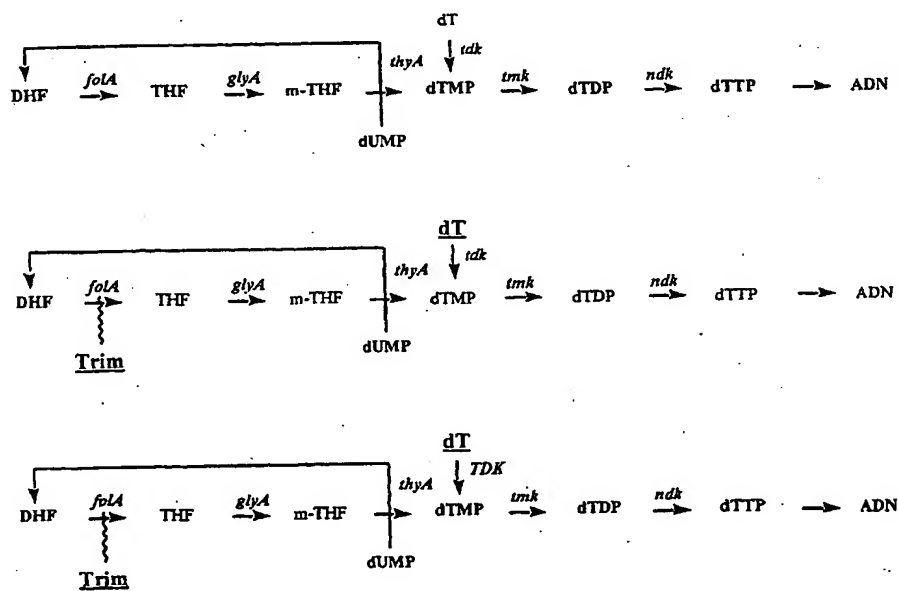 dT
folA glyA thyA tdk tmk ndk
DHF THF m-THF dTMP dTDP dTTP ADN
dUMP
dT
folA glyA thyA tdk tmk ndk
DHF THF m-THF dTMP dTDP dTTP ADN
dUMP
Trim
dT
folA glyA thyA TDK tmk ndk
DHF THF m-THF dTMP dTDP dTTP ADN
dUMP
Trim